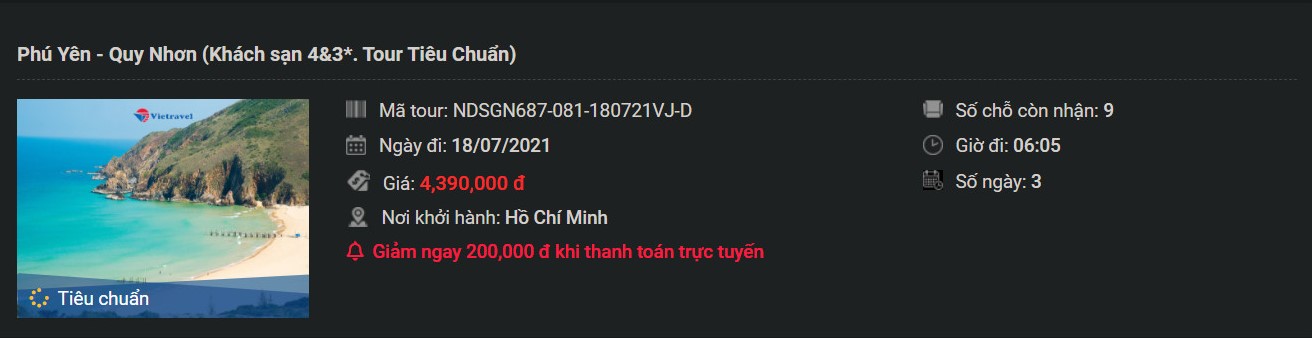 Phú Yên - Quy Nhơn (Khách sạn 4&3*. Tour Tiêu Chuẩn)
Vietravel
Tiêu chuẩn
Mã tour: NDSGN687-081-180721VJ-D
Số chỗ còn nhận: 9
Ngày đi: 18/07/2021
Giờ đi: 06:05
Giá: 4,390,000 đ
Số ngày: 3
Nơi khởi hành: Hồ Chí Minh
Giảm ngay 200,000 đ khi thanh toán trực tuyến